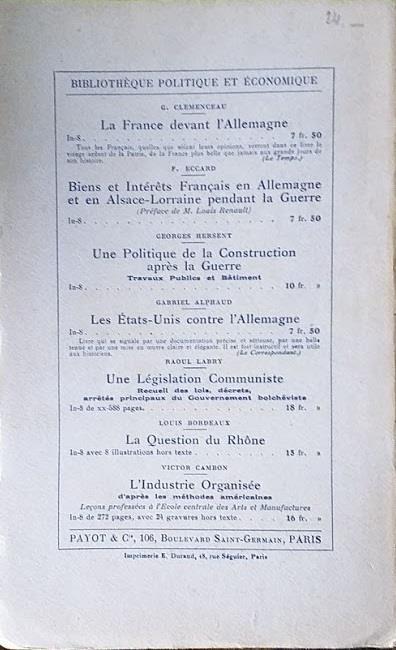 24.—
BIBLIOTHÈQUE POLITIQUE ET ÉCONOMIQUE
G. CLEMENCEAU
La France devant l'Allemagne
In-8. . . . . . . . . . . . . . . . . 7 fr. 50
Tous les Français, quelles que soient leurs opinions, verront dans ce livre le
visage ardent de la Patrie, de la France plus belle que jamais aux grands jours de
son histoire. (Le Temps.)
F. ECCARD
Biens et Intérêts Français en Allemagne
et en Alsace-Lorraine pendant la Guerre
(Préface de M. Louis Renault)
In-8. . . . . . . . . . . . . . . . . 7 fr. 50
GEORGES HERSENT
Une Politique de la Construction
après la Guerre
Travaux Publics et Bâtiment
In-8. . . . . . . . . . . . . . . . . 10 fr. »
GABRIEL ALPHAUD
Les États-Unis contre l'Allemagne
In-8. . . . . . . . . . . . . . . . . 7 fr. 50
Livre qui se signale par une documentation précise et sérieuse, par une belle
tenue et par une mise en œuvre claire et élégante. Il est fort instructif et sera utile
aux historiens. (Le Correspondant.)
RAOUL LABRY
Une Législation Communiste
Recueil des lois, décrets,
arrêtés principaux du Gouvernement bolchéviste
In-8 de xx-588 pages. . . . . . . . . . . . 18 fr. »
LOUIS BORDEAUX
La Question du Rhône
In-8 avec 8 illustrations hors texte . . . . . . . 15 fr. »
VICTOR CAMBON
L'Industrie Organisée
d'après les méthodes américaines
Leçons professées à l'Ecole centrale des Arts et Manufactures
In-8 de 272 pages, avec 24 gravures hors texte. . . . . 16 fr. »
PAYOT & Cie, 106, BOULEVARD SAINT-GERMAIN, PARIS
Imprimerie E. Durand, 18, rue Séguier, Paris